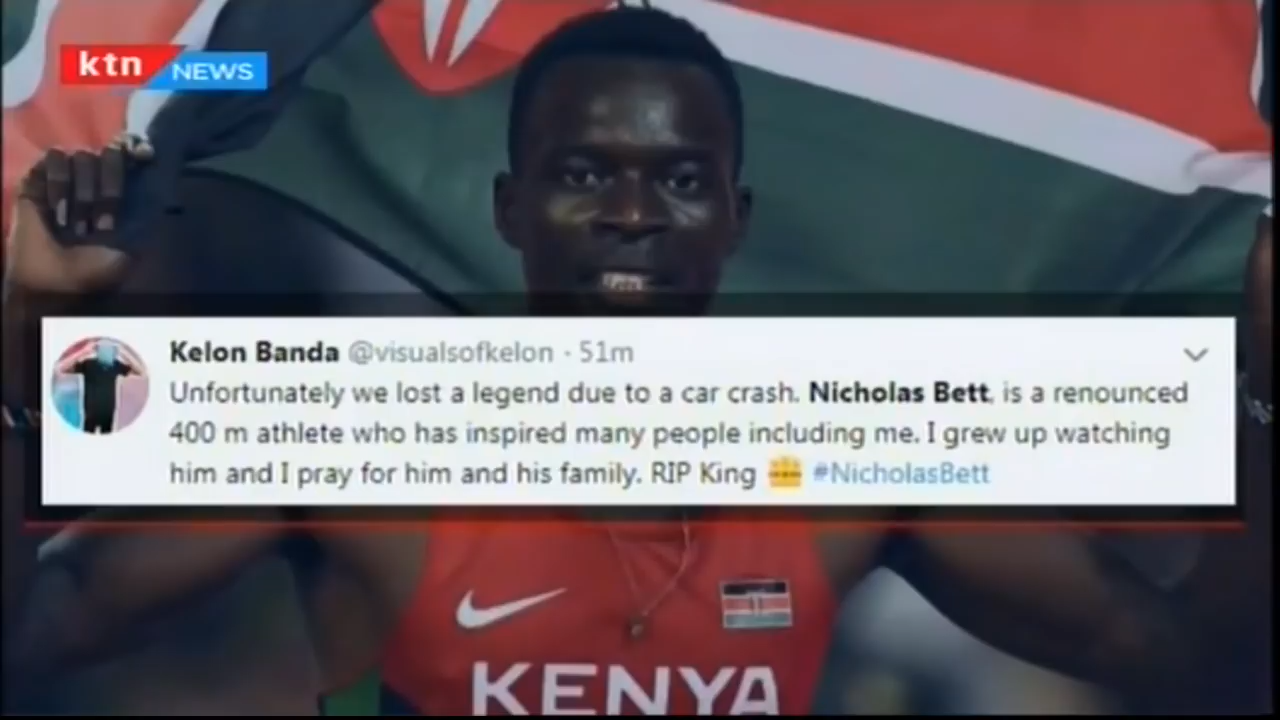 ktn
NEWS
Kelon Banda @visualsofkelon · 51m
Unfortunately we lost a legend due to a car crash. Nicholas Bett, is a renounced
400 m athlete who has inspired many people including me. I grew up watching
him and I pray for him and his family. RIP King #NicholasBett
KENYA